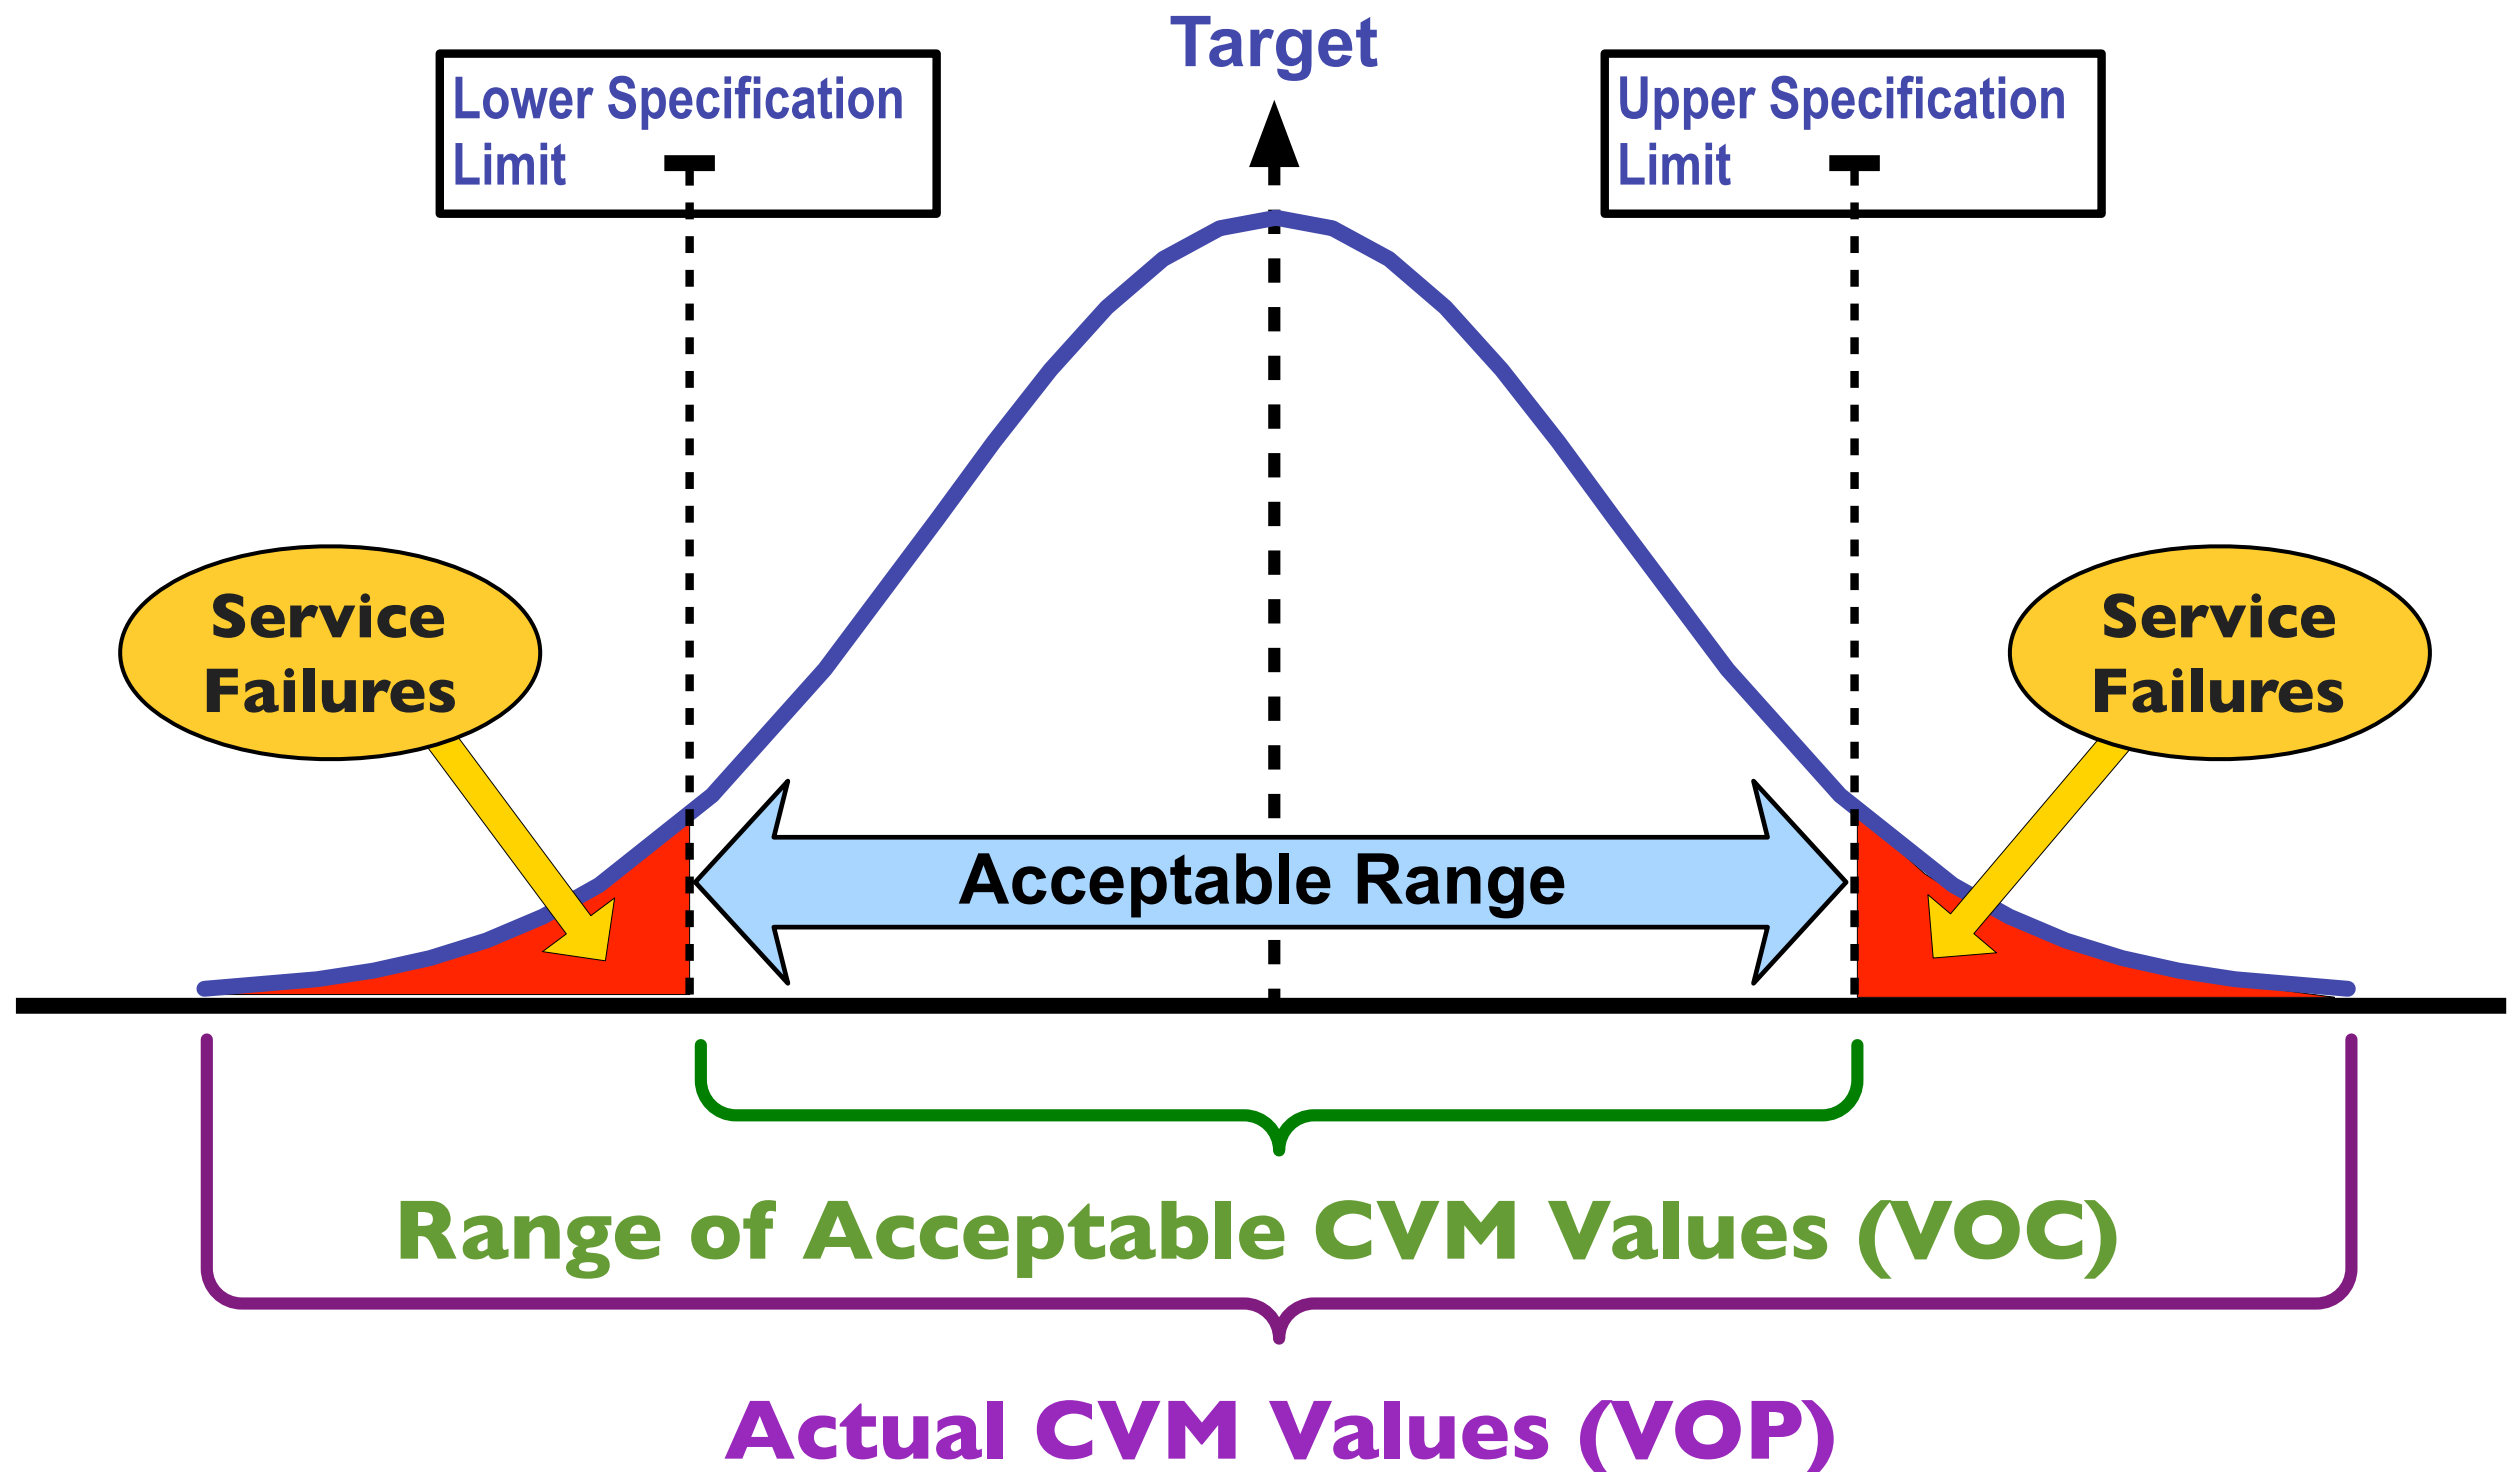 Target
Lower Specification
Limit
Upper Specification
Limit
Service
Failures
Service
Failures
Acceptable Range
Range of Acceptable CVM Values (VOC)
Actual CVM Values (VOP)